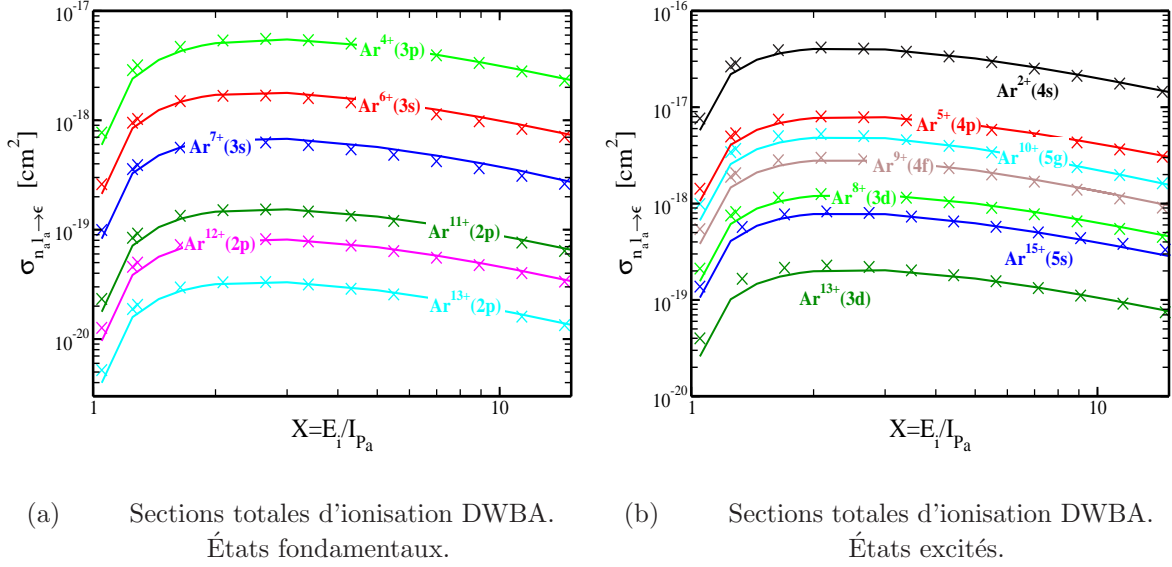 10^-17
10^-18
10^-19
10^-20
σ_{n_a l_a→ϵ} [cm^2]
Ar^4+(3p)
Ar^6+(3s)
Ar^7+(3s)
Ar^11+(2p)
Ar^12+(2p)
Ar^13+(2p)
1 10
X=E_i/I_{P_a}
10^-16
10^-17
10^-18
10^-19
10^-20
σ_{n_a l_a→ϵ} [cm^2]
Ar^2+(4s)
Ar^5+(4p)
Ar^10+(5g)
Ar^9+(4f)
Ar^8+(3d)
Ar^15+(5s)
Ar^13+(3d)
1 10
X=E_i/I_{P_a}
(a) Sections totales d'ionisation DWBA.
États fondamentaux.
(b) Sections totales d'ionisation DWBA.
États excités.